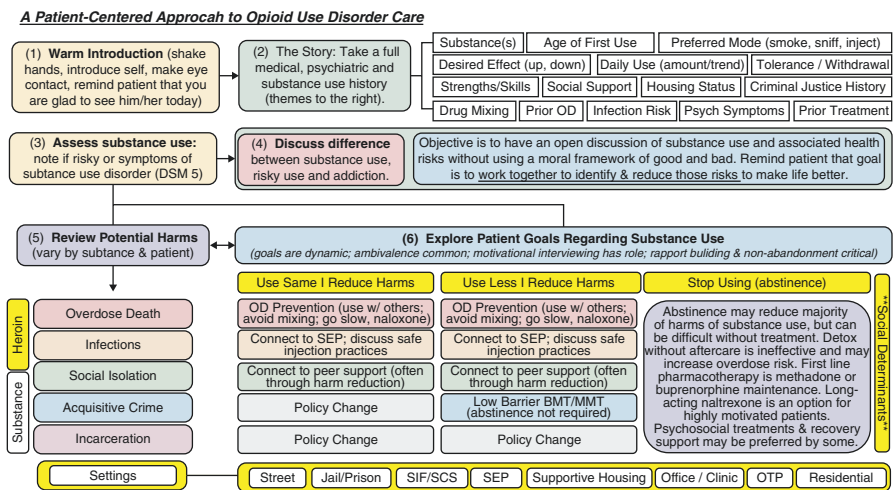 A Patient-Centered Approcah to Opioid Use Disorder Care
(1) Warm Introduction (shake
hands, introduce self, make eye
contact, remind patient that you
are glad to see him/her today)
(2) The Story: Take a full
medical, psychiatric and
substance use history
(themes to the right).
Substance(s)
Age of First Use
Preferred Mode (smoke, sniff, inject)
Desired Effect (up, down)
Daily Use (amount/trend)
Tolerance / Withdrawal
Strengths/Skills
Social Support
Housing Status
Criminal Justice History
Drug Mixing
Prior OD
Infection Risk
Psych Symptoms
Prior Treatment
(3) Assess substance use:
note if risky or symptoms of
subtance use disorder (DSM 5)
(4) Discuss difference
between substance use,
risky use and addiction.
Objective is to have an open discussion of substance use and associated health
risks without using a moral framework of good and bad. Remind patient that goal
is to work together to identify & reduce those risks to make life better.
(5) Review Potential Harms
(vary by subtance & patient)
(6) Explore Patient Goals Regarding Substance Use
(goals are dynamic; ambivalence common; motivational interviewing has role; rapport buliding & non-abandonment critical)
Use Same I Reduce Harms
Use Less I Reduce Harms
Stop Using (abstinence)
Heroin
Substance
Overdose Death
Infections
Social Isolation
Acquisitive Crime
Incarceration
OD Prevention (use w/ others;
avoid mixing; go slow, naloxone)
Connect to SEP; discuss safe
injection practices
Connect to peer support (often
through harm reduction)
Policy Change
Policy Change
OD Prevention (use w/ others;
avoid mixing; go slow, naloxone)
Connect to SEP; discuss safe
injection practices
Connect to peer support (often
through harm reduction)
Low Barrier BMT/MMT
(abstinence not required)
Policy Change
Abstinence may reduce majority
of harms of substance use, but can
be difficult without treatment. Detox
without aftercare is ineffective and may
increase overdose risk. First line
pharmacotherapy is methadone or
buprenorphine maintenance. Long-
acting naltrexone is an option for
highly motivated patients.
Psychosocial treatments & recovery
support may be preferred by some.
**Social Determinants**
Settings
Street
Jail/Prison
SIF/SCS
SEP
Supportive Housing
Office / Clinic
OTP
Residential